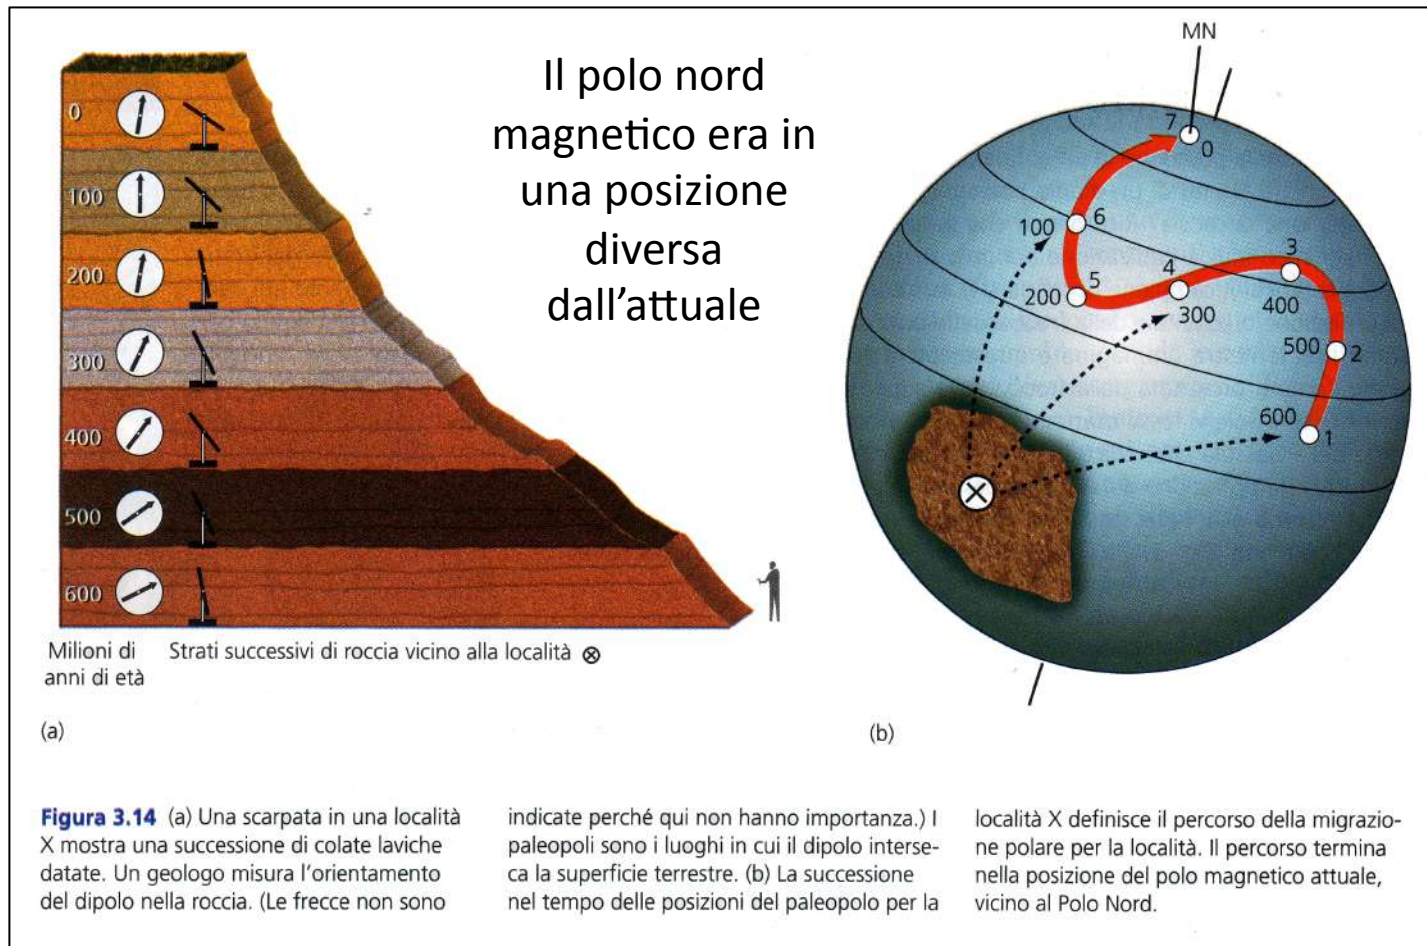 Il polo nord
magnetico era in
una posizione
diversa
dall'attuale
0
100
200
300
400
500
600
Milioni di
anni di età
Strati successivi di roccia vicino alla località ⊗
(a)
MN
7
0
6
100
5
200
4
300
3
400
500
2
600
1
(b)
Figura 3.14 (a) Una scarpata in una località
X mostra una successione di colate laviche
datate. Un geologo misura l'orientamento
del dipolo nella roccia. (Le frecce non sono
indicate perché qui non hanno importanza.) I
paleopoli sono i luoghi in cui il dipolo interse-
ca la superficie terrestre. (b) La successione
nel tempo delle posizioni del paleopolo per la
località X definisce il percorso della migrazio-
ne polare per la località. Il percorso termina
nella posizione del polo magnetico attuale,
vicino al Polo Nord.